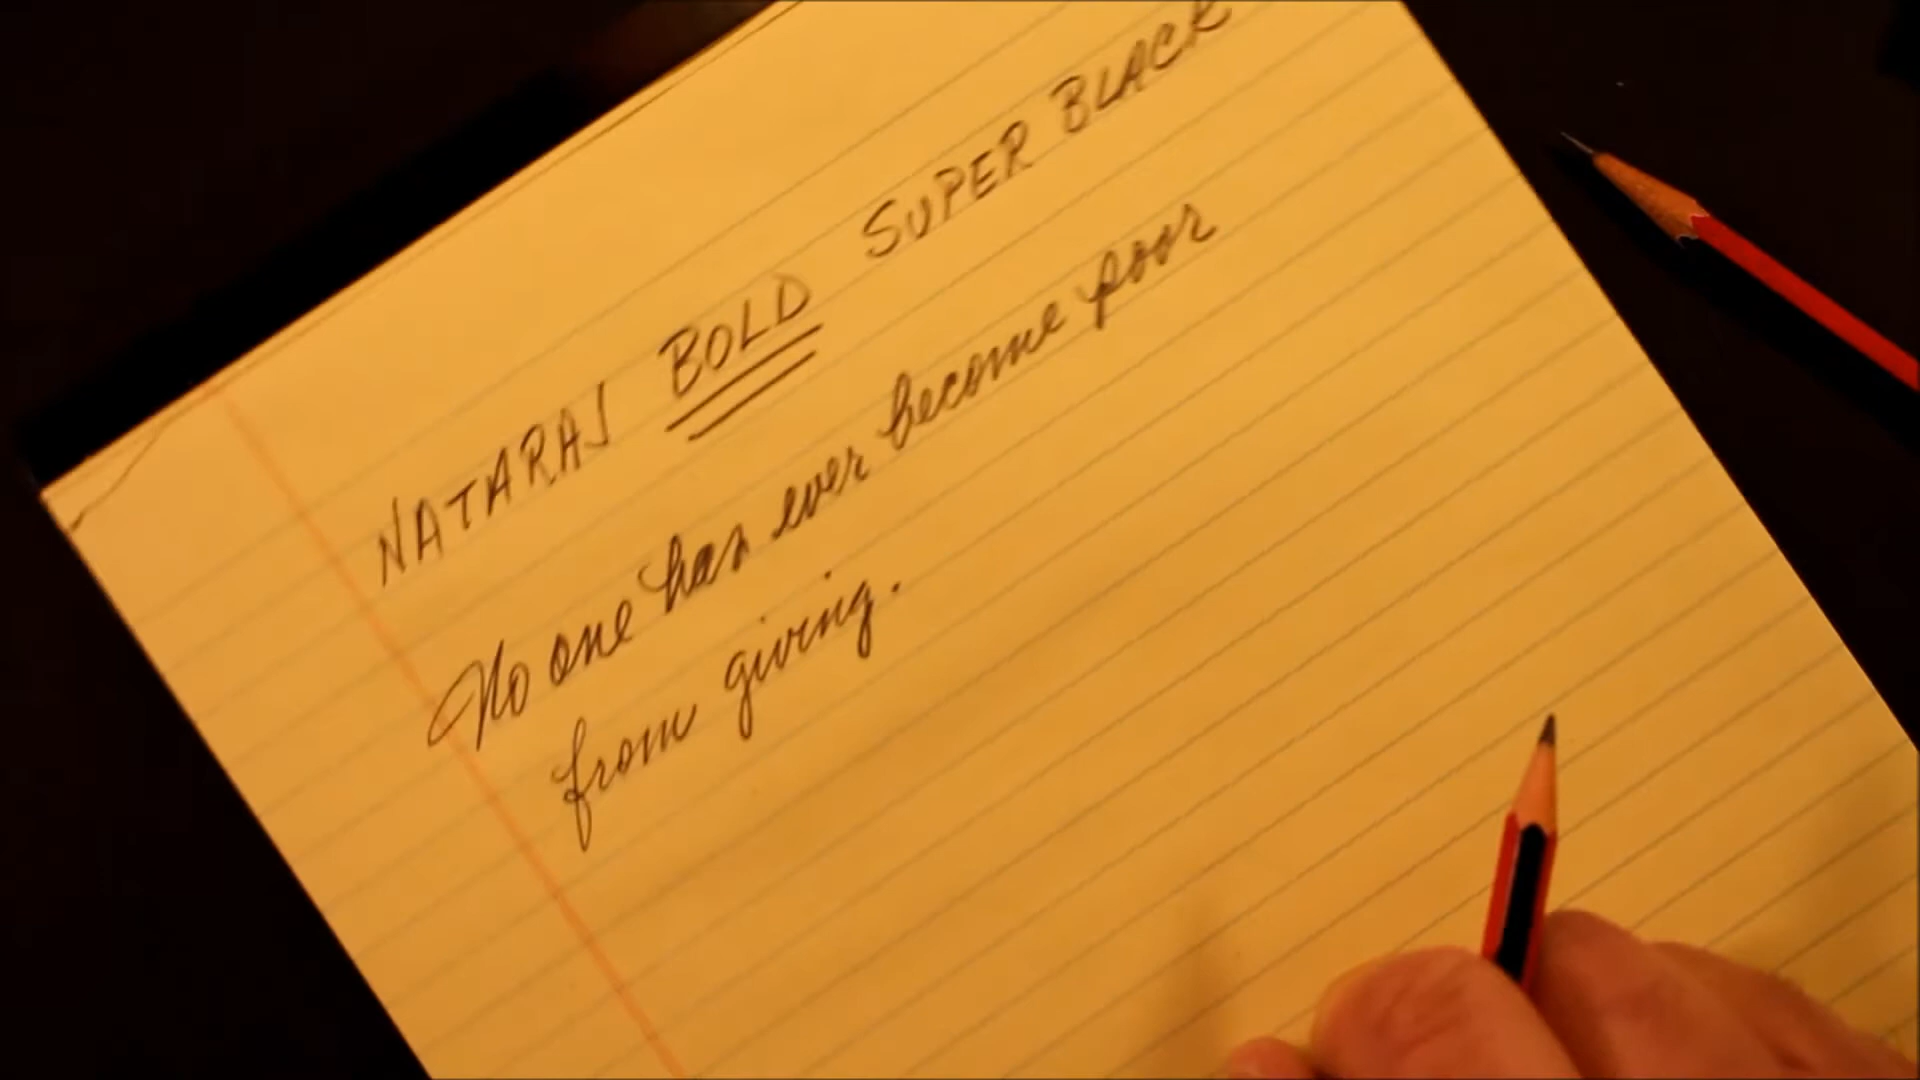 NATARAJ BOLD SUPER BLACK
No one has ever become poor
from giving.